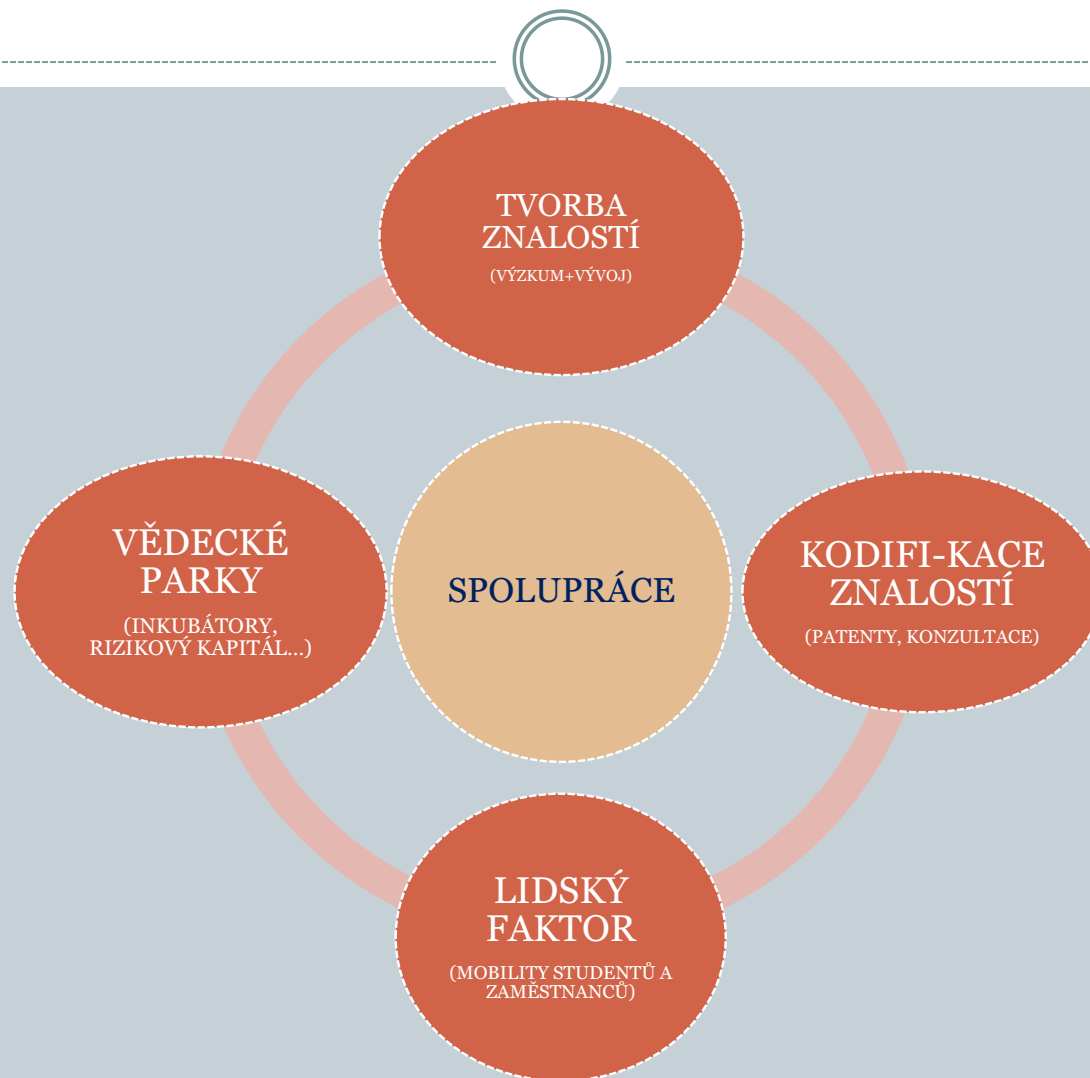 TVORBA
ZNALOSTÍ
(VÝZKUM+VÝVOJ)
VĚDECKÉ
PARKY
(INKUBÁTORY,
RIZIKOVÝ KAPITÁL...)
SPOLUPRÁCE
KODIFI-KACE
ZNALOSTÍ
(PATENTY, KONZULTACE)
LIDSKÝ
FAKTOR
(MOBILITY STUDENTŮ A
ZAMĚSTNANCŮ)